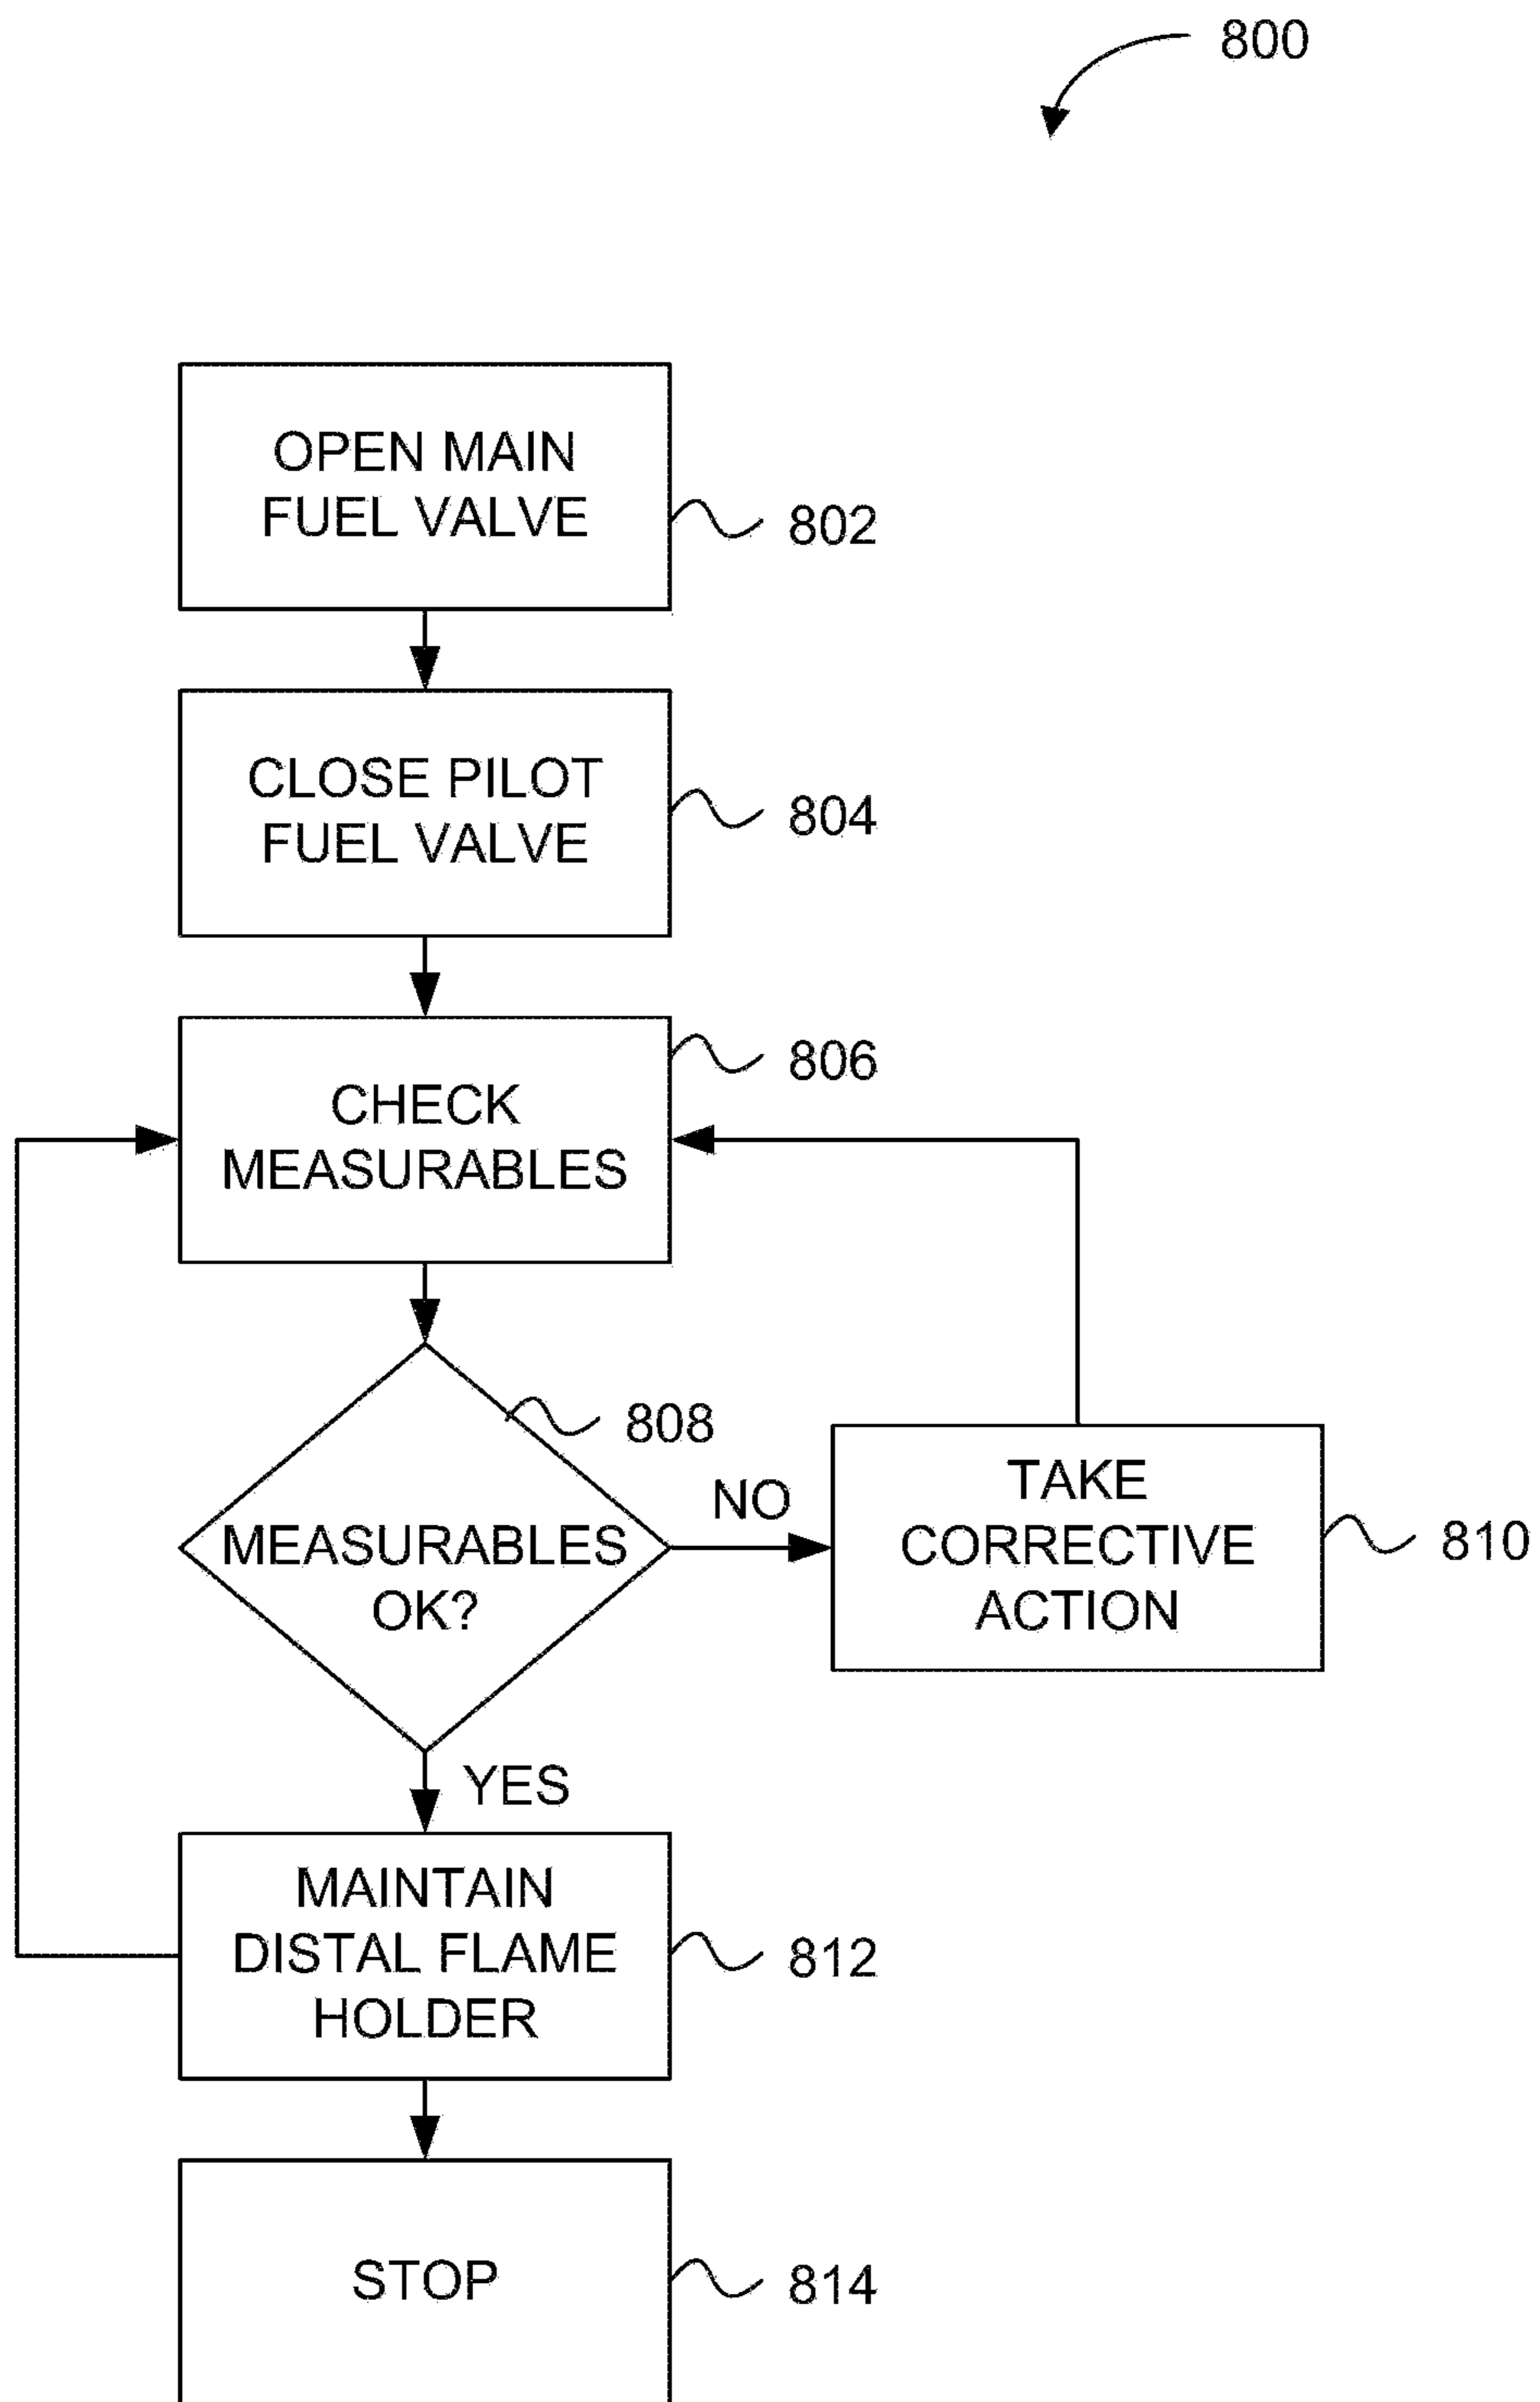 800
OPEN MAIN
FUEL VALVE
802
CLOSE PILOT
FUEL VALVE
804
806
CHECK
MEASURABLES
808
MEASURABLES
OK?
NO
TAKE
CORRECTIVE
ACTION
810
YES
MAINTAIN
DISTAL FLAME
HOLDER
812
STOP
814